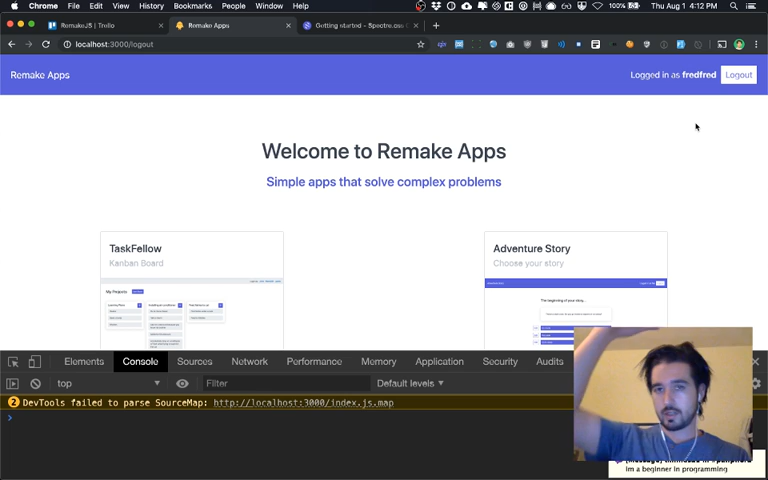 Chrome File Edit View History Bookmarks People Window Help 100% Thu Aug 1 4:12 PM
RemakeJS | Trello Remake Apps Getting started - Spectre.css
localhost:3000/logout
Remake Apps Logged in as fredfred Logout
Welcome to Remake Apps
Simple apps that solve complex problems
TaskFellow Adventure Story
Kanban Board Choose your story
My Projects The beginning of your story...
Elements Console Sources Network Performance Memory Application Security Audits
top Filter Default levels
2 DevTools failed to parse SourceMap: http://localhost:3000/index.js.map
im a beginner in programming